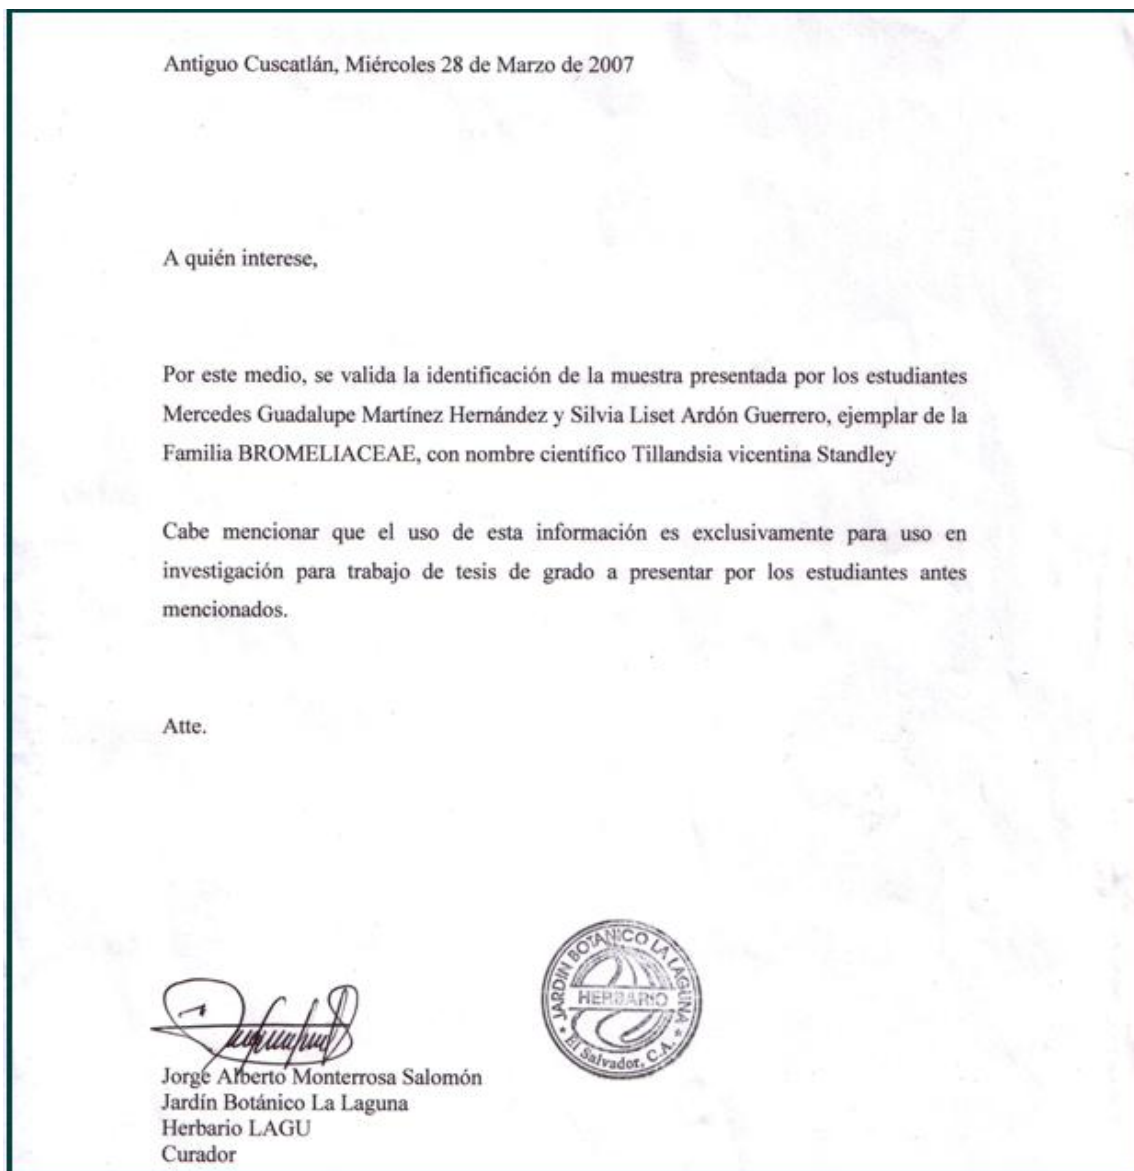 Antiguo Cuscatlán, Miércoles 28 de Marzo de 2007
A quién interese,
Por este medio, se valida la identificación de la muestra presentada por los estudiantes
Mercedes Guadalupe Martínez Hernández y Silvia Liset Ardón Guerrero, ejemplar de la
Familia BROMELIACEAE, con nombre científico Tillandsia vicentina Standley
Cabe mencionar que el uso de esta información es exclusivamente para uso en
investigación para trabajo de tesis de grado a presentar por los estudiantes antes
mencionados.
Atte.
JARDIN BOTANICO LA LAGUNA
HERBARIO
El Salvador, C.A.
Jorge Alberto Monterrosa Salomón
Jardín Botánico La Laguna
Herbario LAGU
Curador